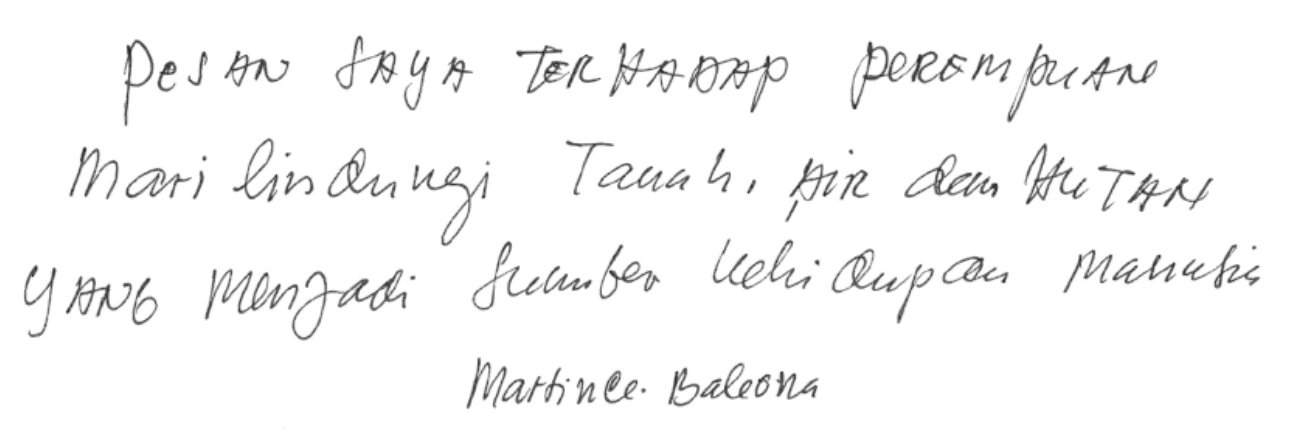 Pesan saya terhadap perempuan
Mari lindungi Tanah, Air dan Hutan
Yang menjadi sumber kehidupan manusia
Martince. Baleona